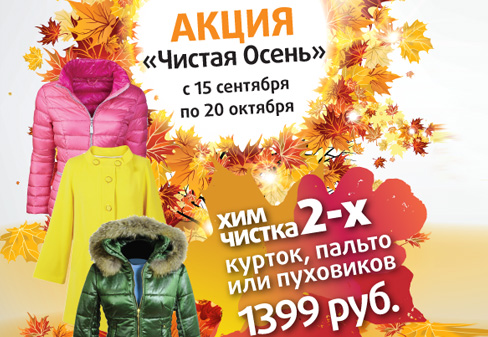 АКЦИЯ
«Чистая Осень»
с 15 сентября
по 20 октября
ХИМ
ЧИСТКА 2-х
курток, пальто
или пуховиков
1399 руб.